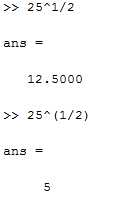 >> 25^1/2
ans =
12.5000
>> 25^(1/2)
ans =
5